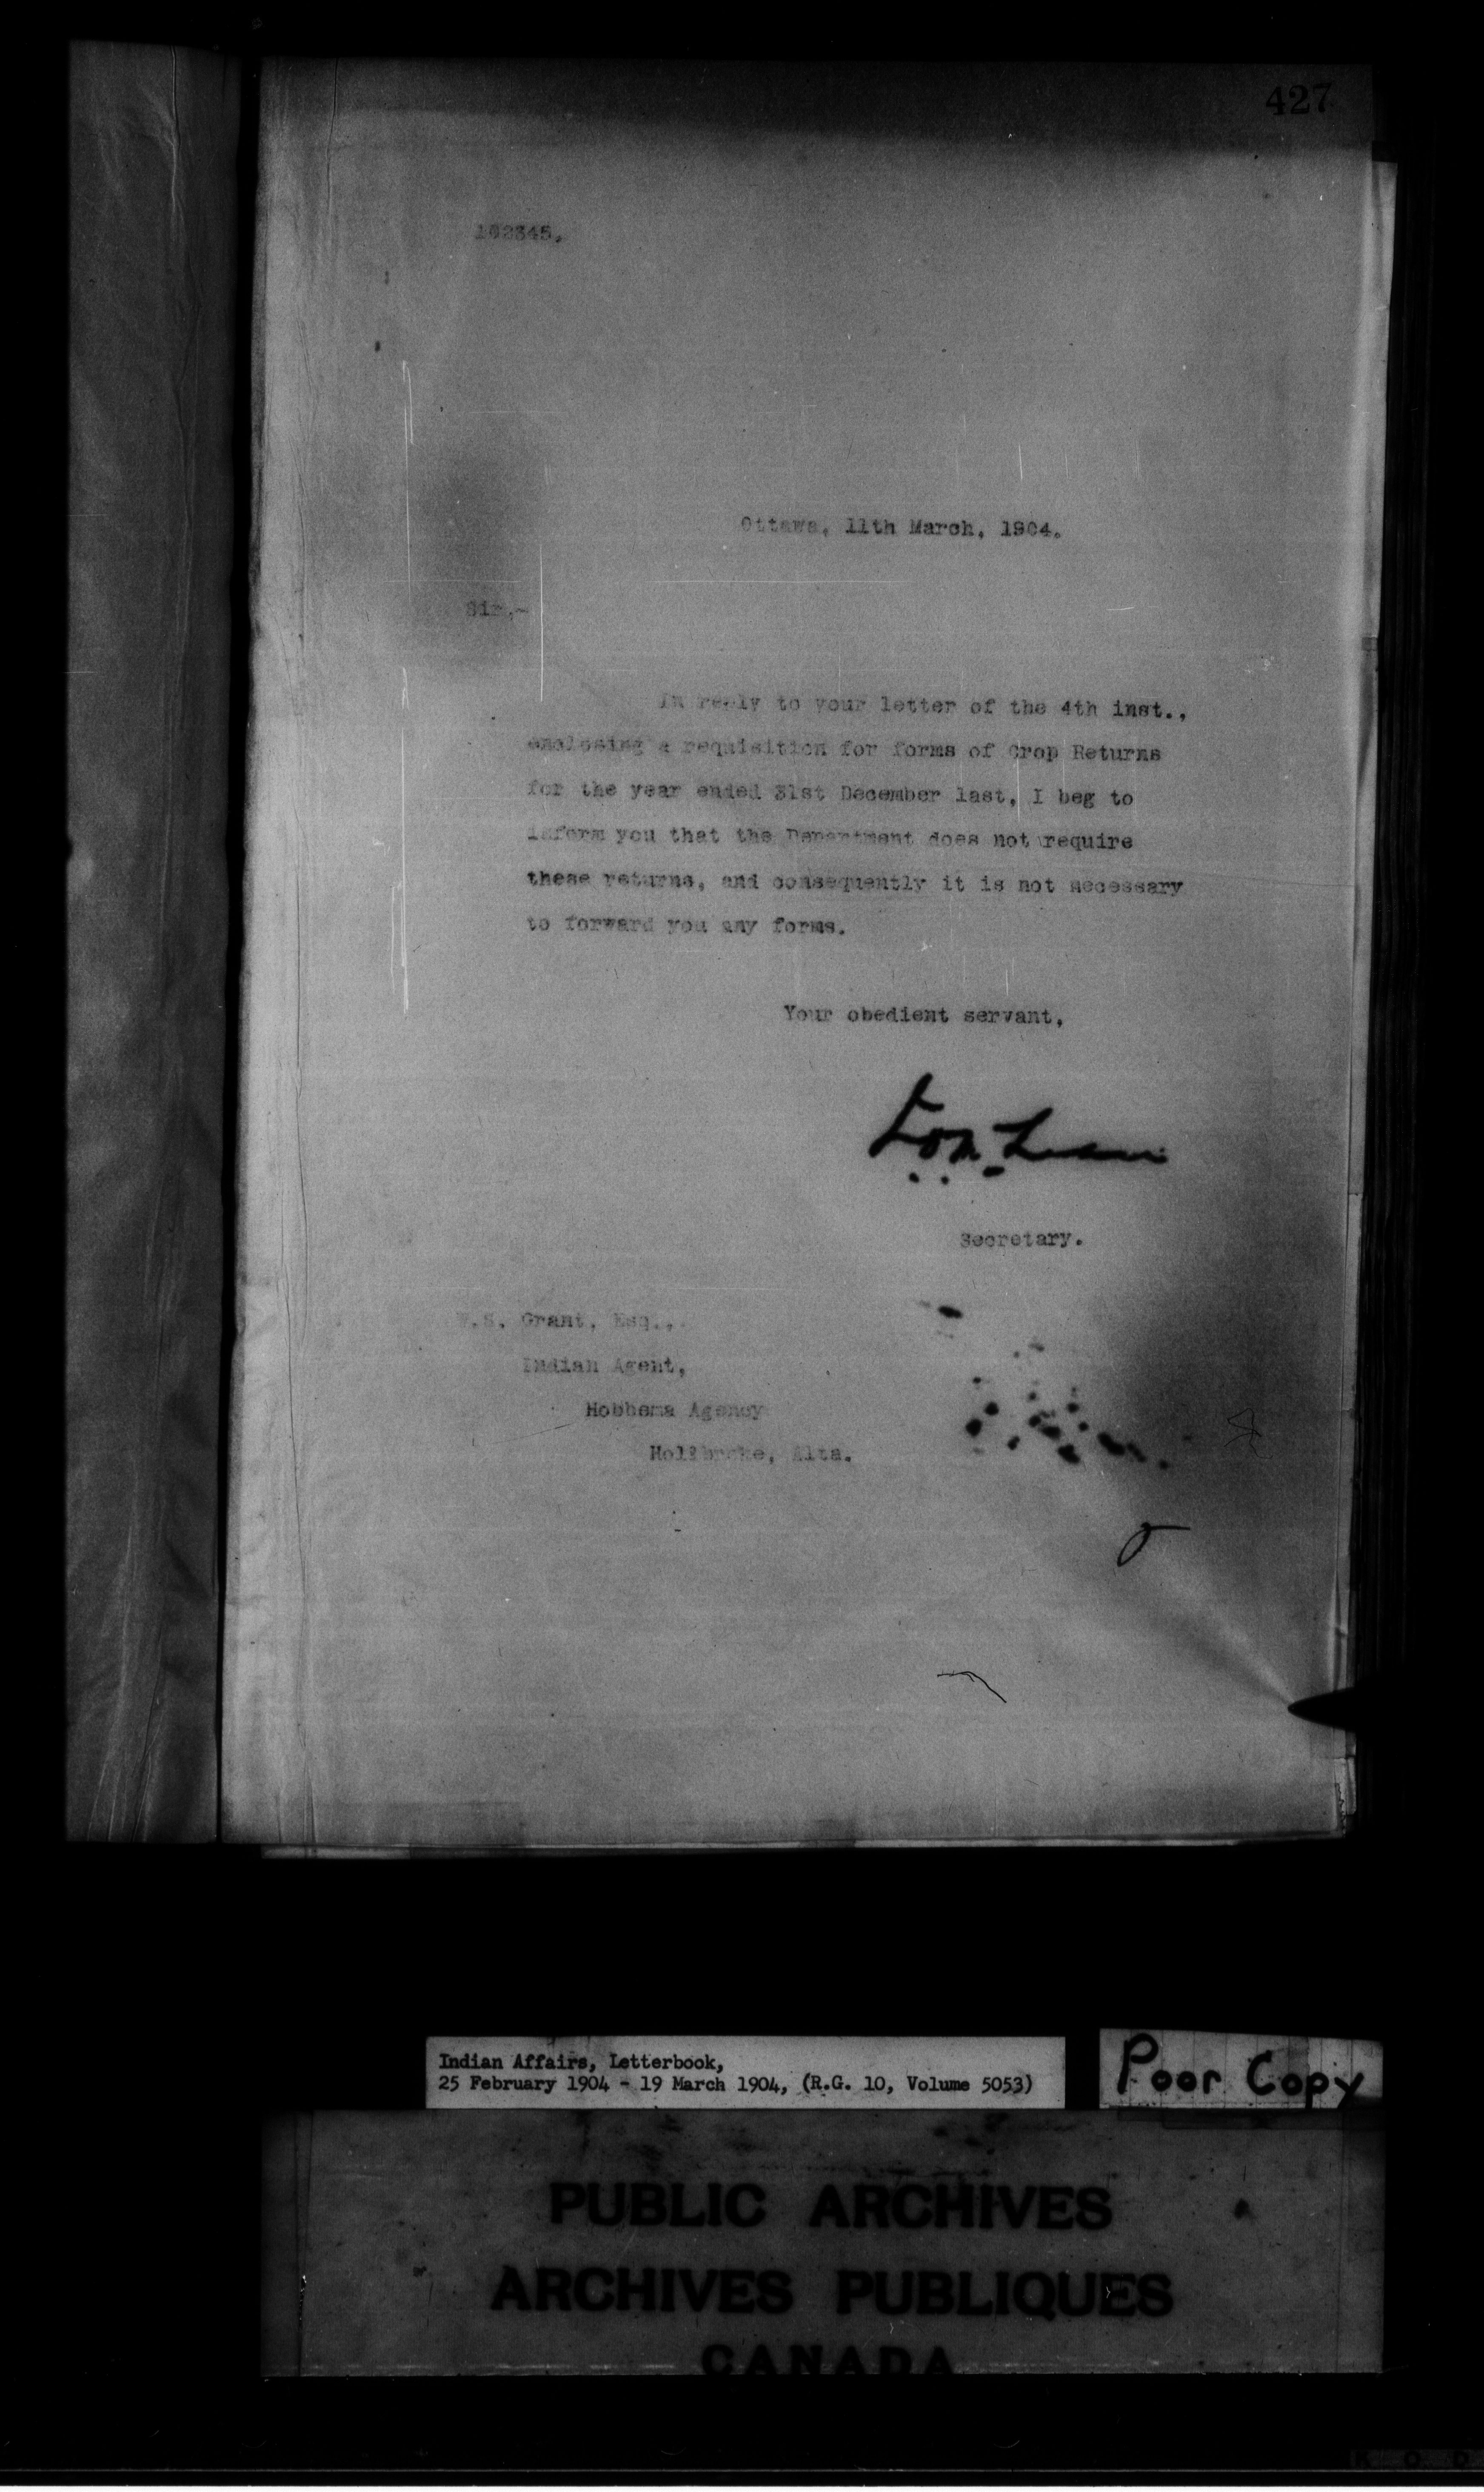 427
102345.
Ottawa, 11th March, 1904.
Sir,-
In reply to your letter of the 4th inst.,
enclosing a requisition for forms of Crop Returns
for the year ended 31st December last, I beg to
inform you that the Department does not require
these returns, and consequently it is not necessary
to forward you any forms.
Your obedient servant,
Secretary.
W.S. Grant, Esq.,
Indian Agent,
Hobbema Agency
Alta.
Indian Affairs, Letterbook,
25 February 1904 - 19 March 1904, (R.G. 10, Volume 5053)
Poor Copy
PUBLIC ARCHIVES
ARCHIVES PUBLIQUES
CANADA